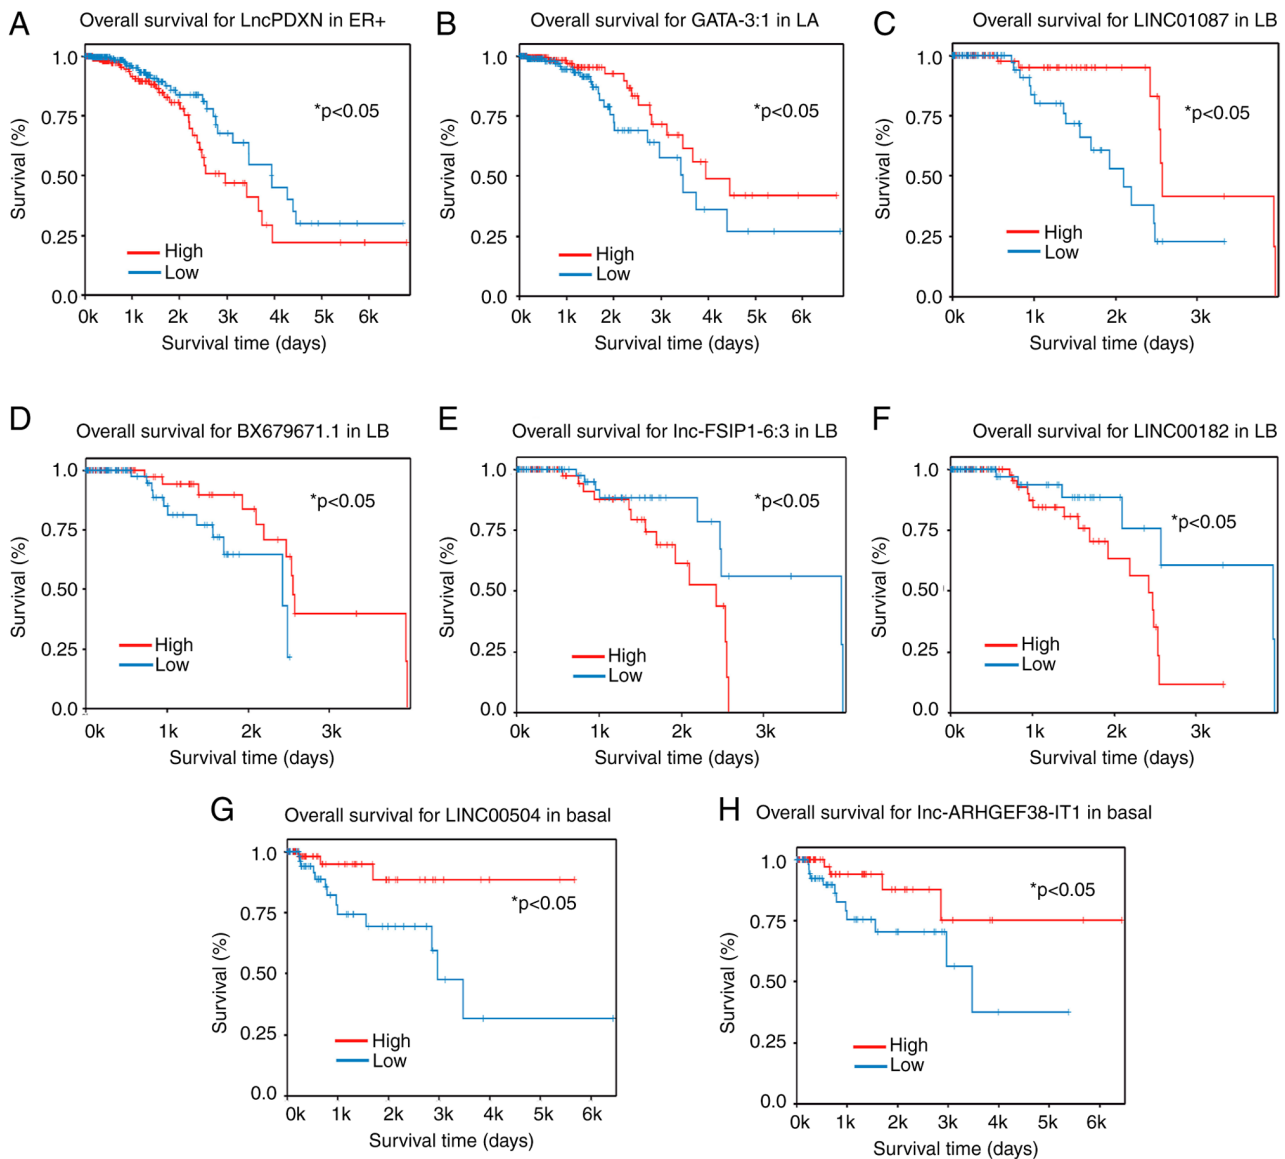 A
Overall survival for LncPDXN in ER+
1.0
0.75
0.50
0.25
0.0
Survival (%)
*p<0.05
High
Low
0k 1k 2k 3k 4k 5k 6k
Survival time (days)
B
Overall survival for GATA-3:1 in LA
1.0
0.75
0.50
0.25
0.0
Survival (%)
*p<0.05
High
Low
0k 1k 2k 3k 4k 5k 6k
Survival time (days)
C
Overall survival for LINC01087 in LB
1.0
0.75
0.50
0.25
0.0
Survival (%)
*p<0.05
High
Low
0k 1k 2k 3k
Survival time (days)
D
Overall survival for BX679671.1 in LB
1.0
0.75
0.50
0.25
0.0
Survival (%)
*p<0.05
High
Low
0k 1k 2k 3k
Survival time (days)
E
Overall survival for lnc-FSIP1-6:3 in LB
1.0
0.75
0.50
0.25
0.0
Survival (%)
*p<0.05
High
Low
0k 1k 2k 3k
Survival time (days)
F
Overall survival for LINC00182 in LB
1.0
0.75
0.50
0.25
0.0
Survival (%)
*p<0.05
High
Low
0k 1k 2k 3k
Survival time (days)
G
Overall survival for LINC00504 in basal
1.0
0.75
0.50
0.25
0.0
Survival (%)
*p<0.05
High
Low
0k 1k 2k 3k 4k 5k 6k
Survival time (days)
H
Overall survival for lnc-ARHGEF38-IT1 in basal
1.0
0.75
0.50
0.25
0.0
Survival (%)
*p<0.05
High
Low
0k 1k 2k 3k 4k 5k 6k
Survival time (days)